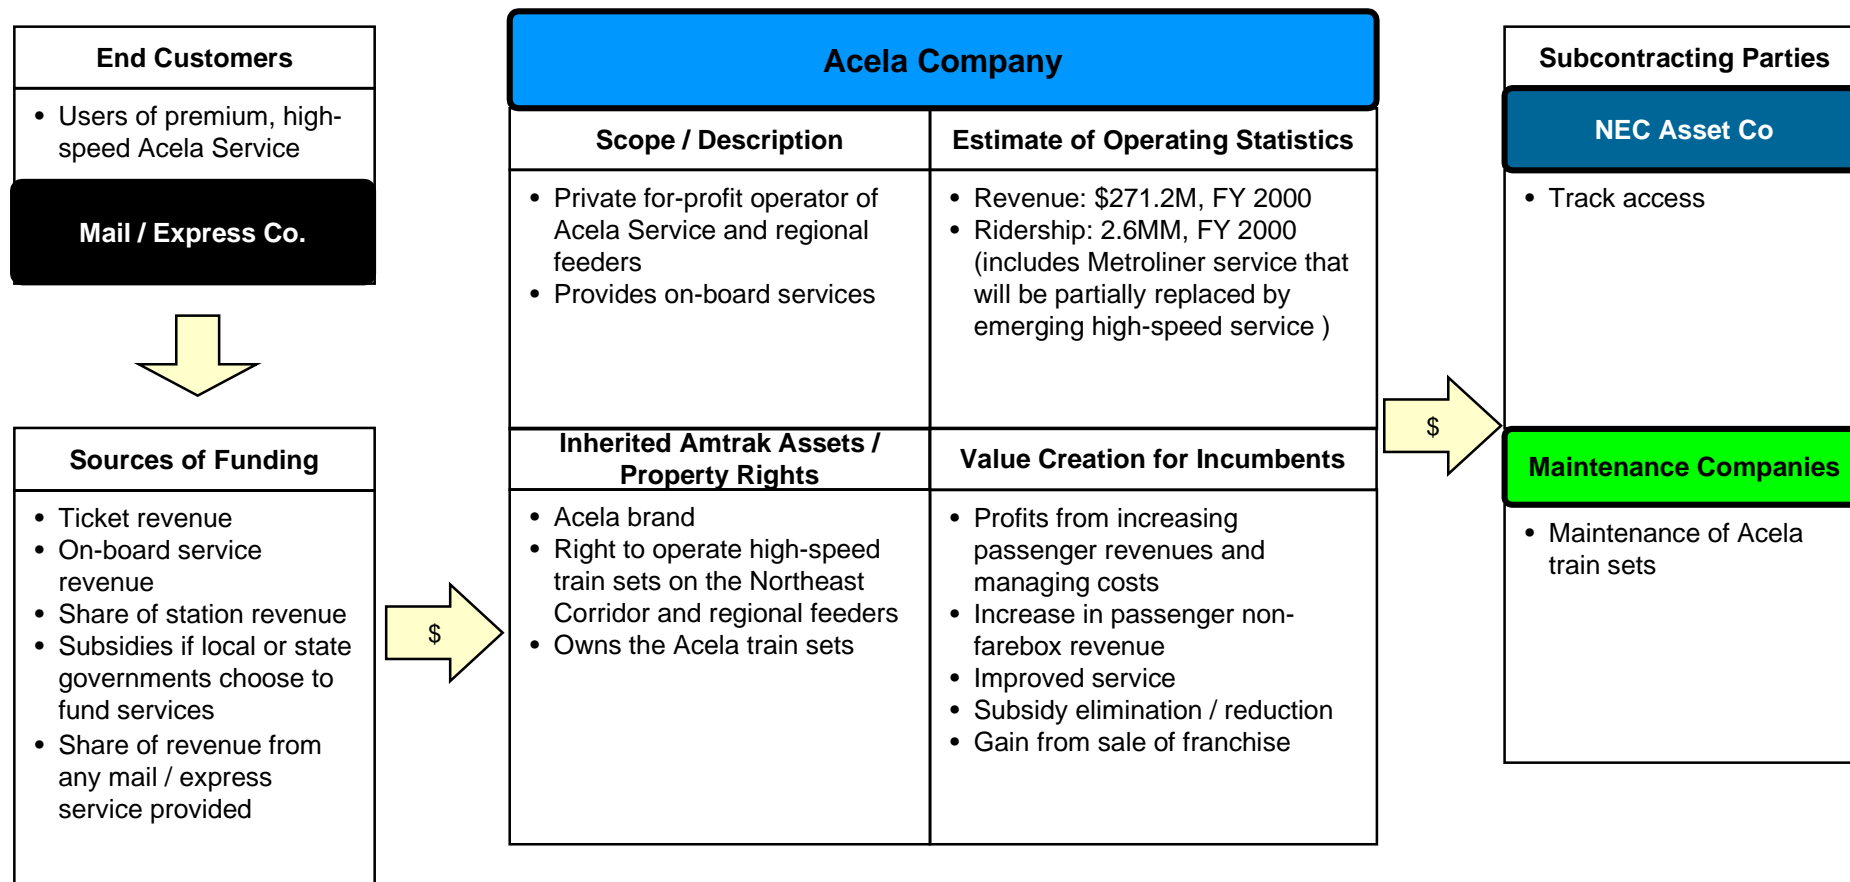 End Customers
• Users of premium, high-
speed Acela Service
Mail / Express Co.
Sources of Funding
• Ticket revenue
• On-board service
revenue
• Share of station revenue
• Subsidies if local or state
governments choose to
fund services
• Share of revenue from
any mail / express
service provided
$
Acela Company
Scope / Description
• Private for-profit operator of
Acela Service and regional
feeders
• Provides on-board services
Estimate of Operating Statistics
• Revenue: $271.2M, FY 2000
• Ridership: 2.6MM, FY 2000
(includes Metroliner service that
will be partially replaced by
emerging high-speed service )
Inherited Amtrak Assets /
Property Rights
• Acela brand
• Right to operate high-speed
train sets on the Northeast
Corridor and regional feeders
• Owns the Acela train sets
Value Creation for Incumbents
• Profits from increasing
passenger revenues and
managing costs
• Increase in passenger non-
farebox revenue
• Improved service
• Subsidy elimination / reduction
• Gain from sale of franchise
$
Subcontracting Parties
NEC Asset Co
• Track access
Maintenance Companies
• Maintenance of Acela
train sets